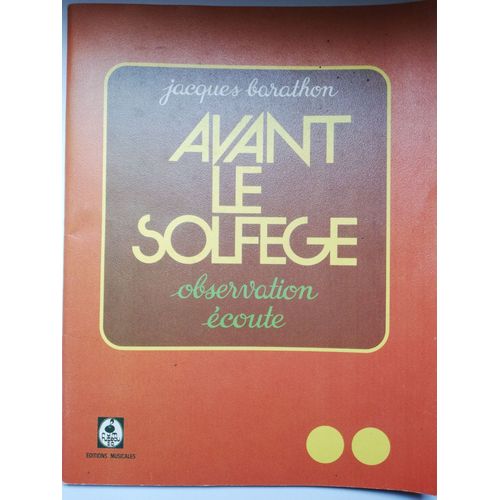 jacques barathon
AVANT
LE
SOLFEGE
observation
écoute
EDITIONS MUSICALES